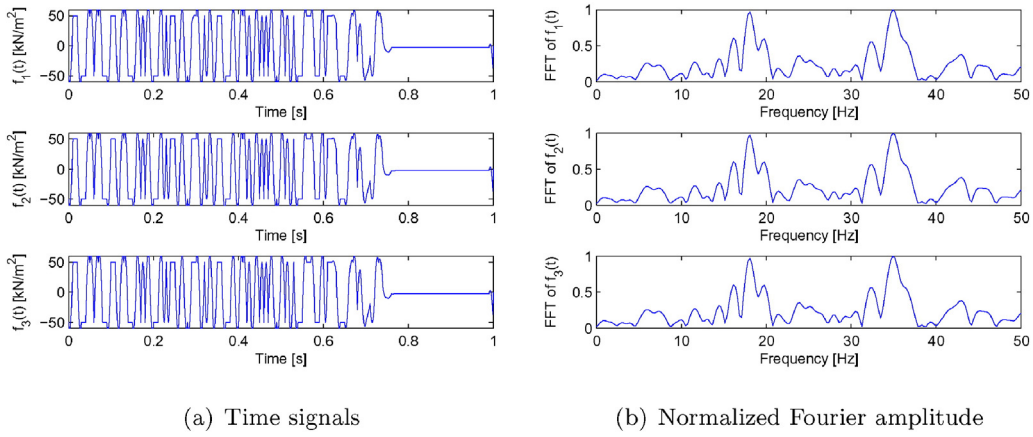 50
0
−50
f1(t) [kN/m2]
0 0.2 0.4 0.6 0.8 1
Time [s]
50
0
−50
f2(t) [kN/m2]
0 0.2 0.4 0.6 0.8 1
Time [s]
50
0
−50
f3(t) [kN/m2]
0 0.2 0.4 0.6 0.8 1
Time [s]
(a) Time signals
1
0.5
0
FFT of f1(t)
0 10 20 30 40 50
Frequency [Hz]
1
0.5
0
FFT of f2(t)
0 10 20 30 40 50
Frequency [Hz]
1
0.5
0
FFT of f3(t)
0 10 20 30 40 50
Frequency [Hz]
(b) Normalized Fourier amplitude